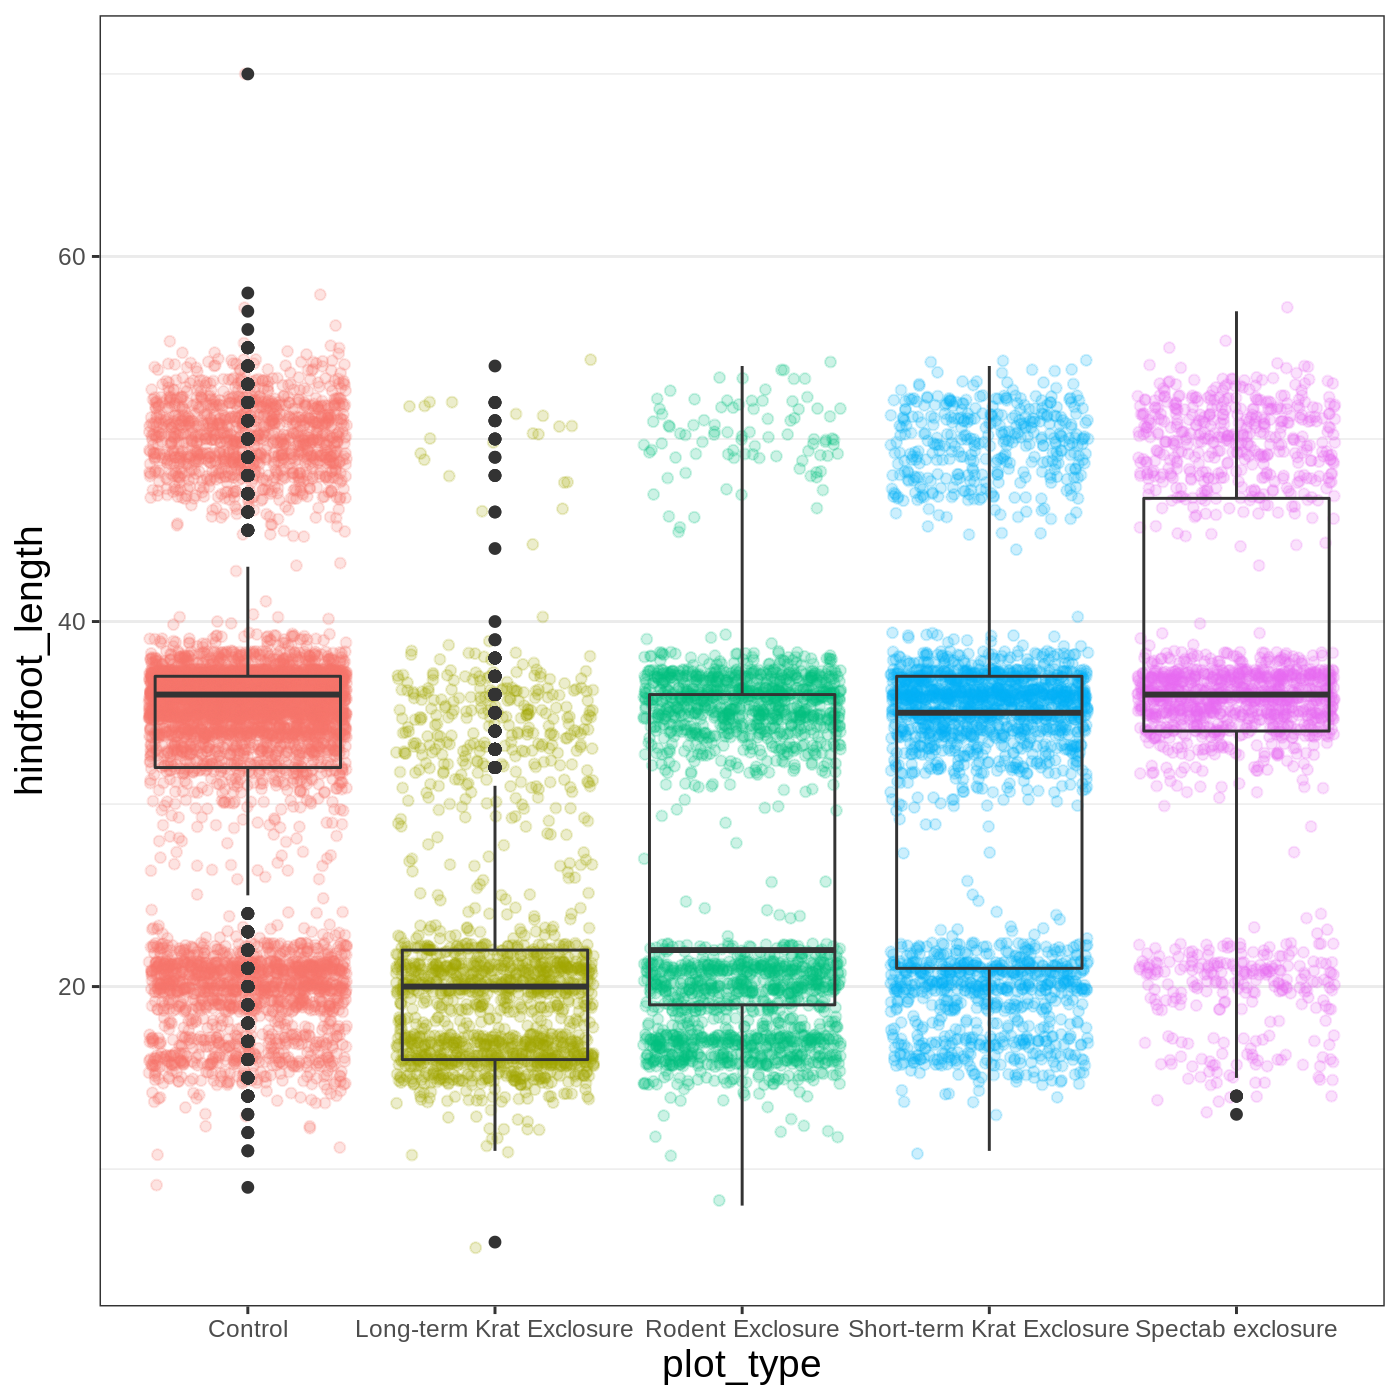 hindfoot_length
60
40
20
Control
Long-term Krat Exclosure
Rodent Exclosure
Short-term Krat Exclosure
Spectab exclosure
plot_type